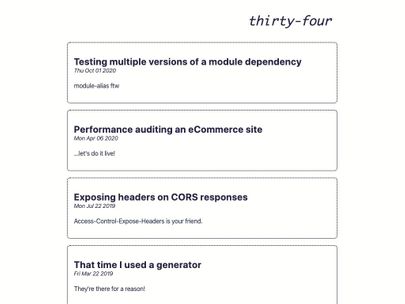 thirty-four
Testing multiple versions of a module dependency
Thu Oct 01 2020
module-alias ftw
Performance auditing an eCommerce site
Mon Apr 06 2020
...let's do it live!
Exposing headers on CORS responses
Mon Jul 22 2019
Access-Control-Expose-Headers is your friend.
That time I used a generator
Fri Mar 22 2019
They're there for a reason!